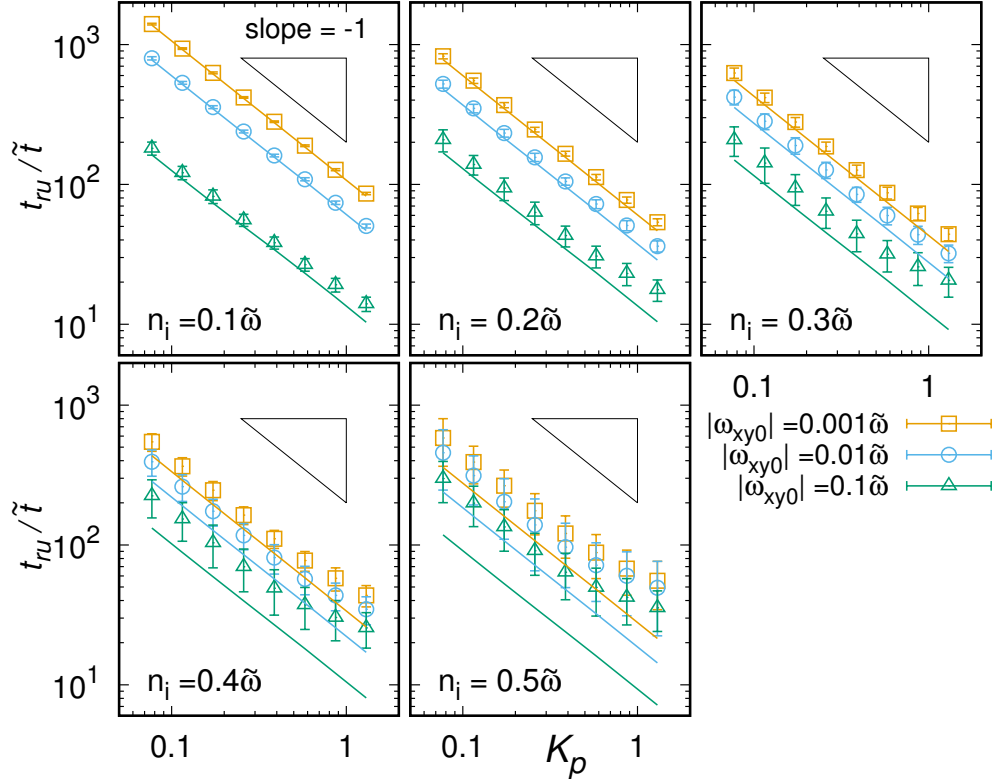 slope = -1
10³
10²
10¹
t_ru/t̃
n_i =0.1ω̃
n_i =0.2ω̃
n_i =0.3ω̃
0.1 1
|ω_xy0| =0.001ω̃
|ω_xy0| =0.01ω̃
|ω_xy0| =0.1ω̃
10³
10²
10¹
t_ru/t̃
n_i =0.4ω̃
n_i = 0.5ω̃
0.1 1 0.1 1
K_p